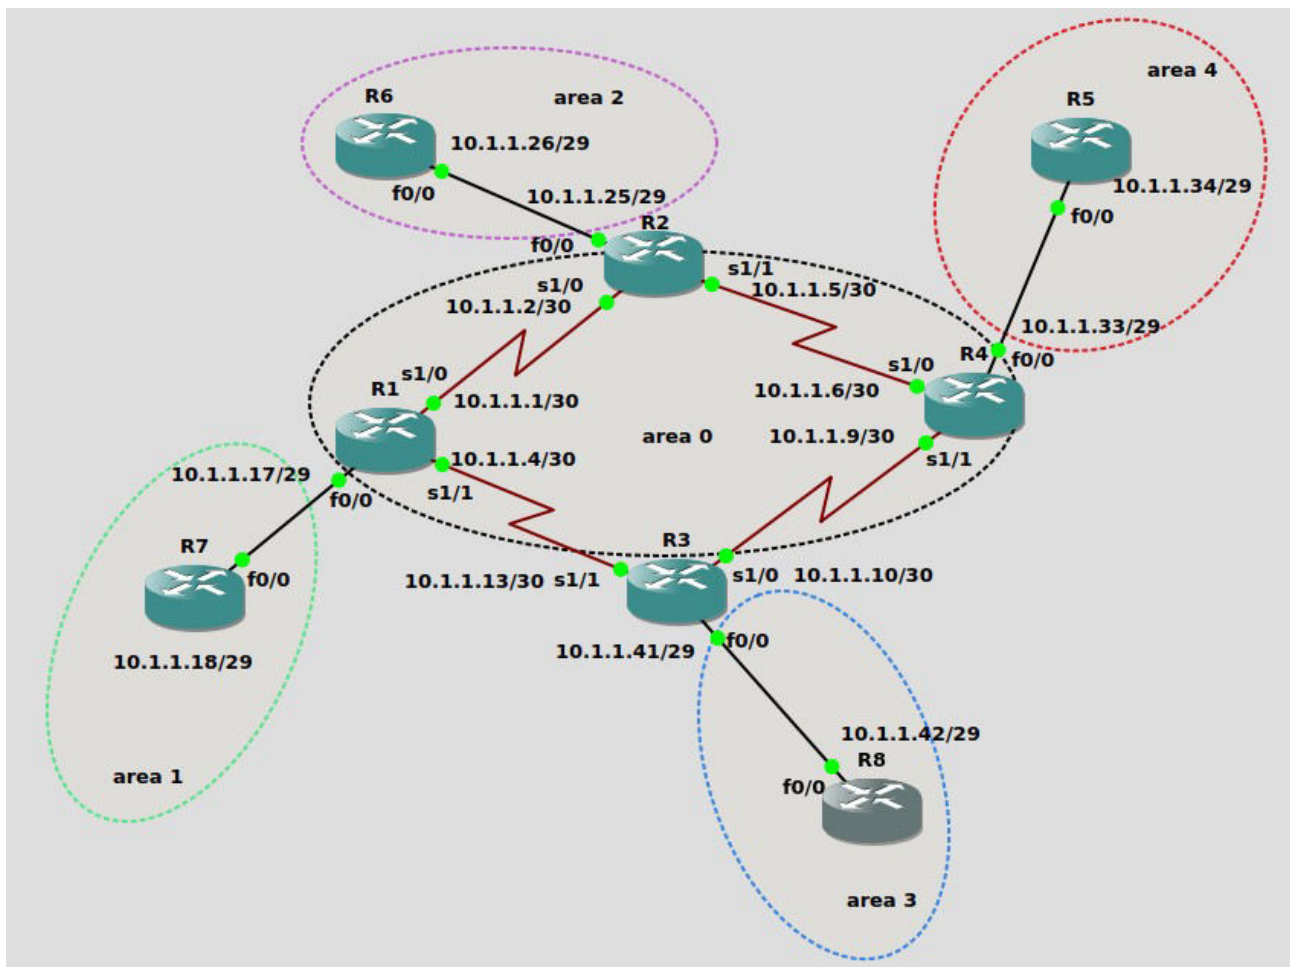 area 4
R6
area 2
R5
10.1.1.26/29
10.1.1.34/29
f0/0
10.1.1.25/29
f0/0
R2
f0/0
s1/1
s1/0
10.1.1.5/30
10.1.1.2/30
10.1.1.33/29
R4
f0/0
s1/0
s1/0
R1
10.1.1.6/30
10.1.1.1/30
area 0
10.1.1.9/30
10.1.1.4/30
s1/1
10.1.1.17/29
s1/1
f0/0
R3
R7
f0/0
10.1.1.13/30
s1/1
s1/0
10.1.1.10/30
f0/0
10.1.1.41/29
10.1.1.18/29
10.1.1.42/29
R8
area 1
f0/0
area 3